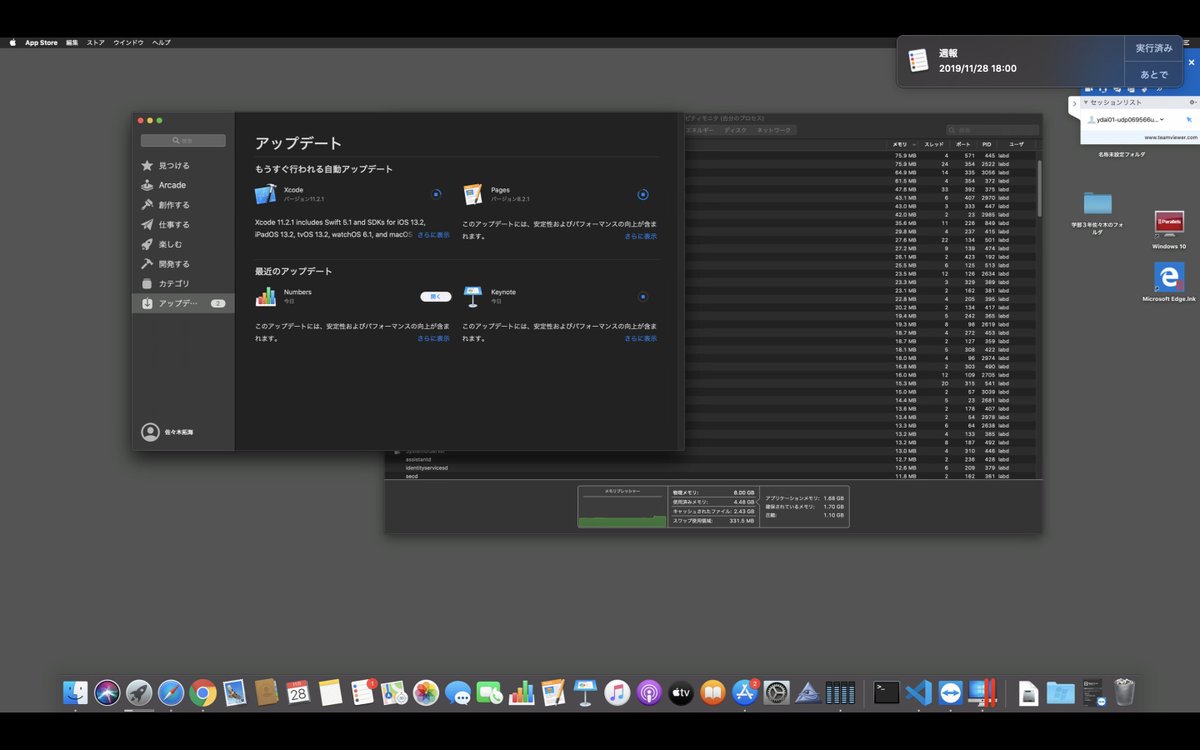 App Store 編集 ストア ウインドウ ヘルプ
週報
2019/11/28 18:00
実行済み
あとで
セッションリスト
www.teamviewer.com
名称未設定フォルダ
学部3年佐々木のフォルダ
Windows 10
Microsoft Edge.lnk
検索
見つける
Arcade
創作する
仕事する
楽しむ
開発する
カテゴリ
アップデ… 2
佐々木拓海
アップデート
もうすぐ行われる自動アップデート
Xcode
バージョン11.2.1
Xcode 11.2.1 includes Swift 5.1 and SDKs for iOS 13.2,
iPadOS 13.2, tvOS 13.2, watchOS 6.1, and macOS さらに表示
Pages
バージョン8.2.1
このアップデートには、安定性およびパフォーマンスの向上が含ま
れます。 さらに表示
最近のアップデート
Numbers
今日
開く
このアップデートには、安定性およびパフォーマンスの向上が含ま
れます。 さらに表示
Keynote
今日
このアップデートには、安定性およびパフォーマンスの向上が含ま
れます。 さらに表示
ビティモニタ (自分のプロセス)
エネルギー ディスク ネットワーク
検索
メモリ スレッド ポート PID ユーザ
75.9 MB 4 571 445 labd
75.9 MB 24 354 2522 labd
64.9 MB 14 335 3056 labd
61.5 MB 4 354 372 labd
47.6 MB 33 392 375 labd
43.1 MB 6 407 2970 labd
43.0 MB 3 333 447 labd
42.0 MB 2 23 2985 labd
35.6 MB 11 226 849 labd
29.8 MB 4 237 415 labd
27.6 MB 22 134 501 labd
27.2 MB 9 139 474 labd
26.1 MB 2 423 192 labd
25.5 MB 6 125 513 labd
23.5 MB 12 126 2634 labd
23.3 MB 3 329 389 labd
23.1 MB 2 162 381 labd
22.8 MB 4 205 395 labd
20.2 MB 2 134 417 labd
19.4 MB 5 242 365 labd
19.3 MB 8 98 2619 labd
18.7 MB 4 272 453 labd
18.7 MB 2 127 359 labd
18.1 MB 5 308 422 labd
18.0 MB 4 96 2974 labd
16.8 MB 2 303 490 labd
16.0 MB 12 109 2705 labd
15.3 MB 20 315 541 labd
15.0 MB 2 57 3039 labd
14.4 MB 5 23 2681 labd
13.6 MB 2 178 407 labd
13.4 MB 2 54 2978 labd
13.3 MB 6 64 2638 labd
13.2 MB 4 133 385 labd
13.2 MB 8 187 492 labd
13.0 MB 4 310 446 labd
assistantd 12.7 MB 2 236 428 labd
identityservicesd 12.6 MB 6 209 379 labd
secd 11.8 MB 2 162 361 labd
メモリプレッシャー
物理メモリ: 8.00 GB
使用済みメモリ: 4.48 GB
キャッシュされたファイル: 2.43 GB
スワップ使用領域: 331.5 MB
アプリケーションメモリ: 1.68 GB
確保されているメモリ: 1.70 GB
圧縮: 1.10 GB
28
1
tv
2